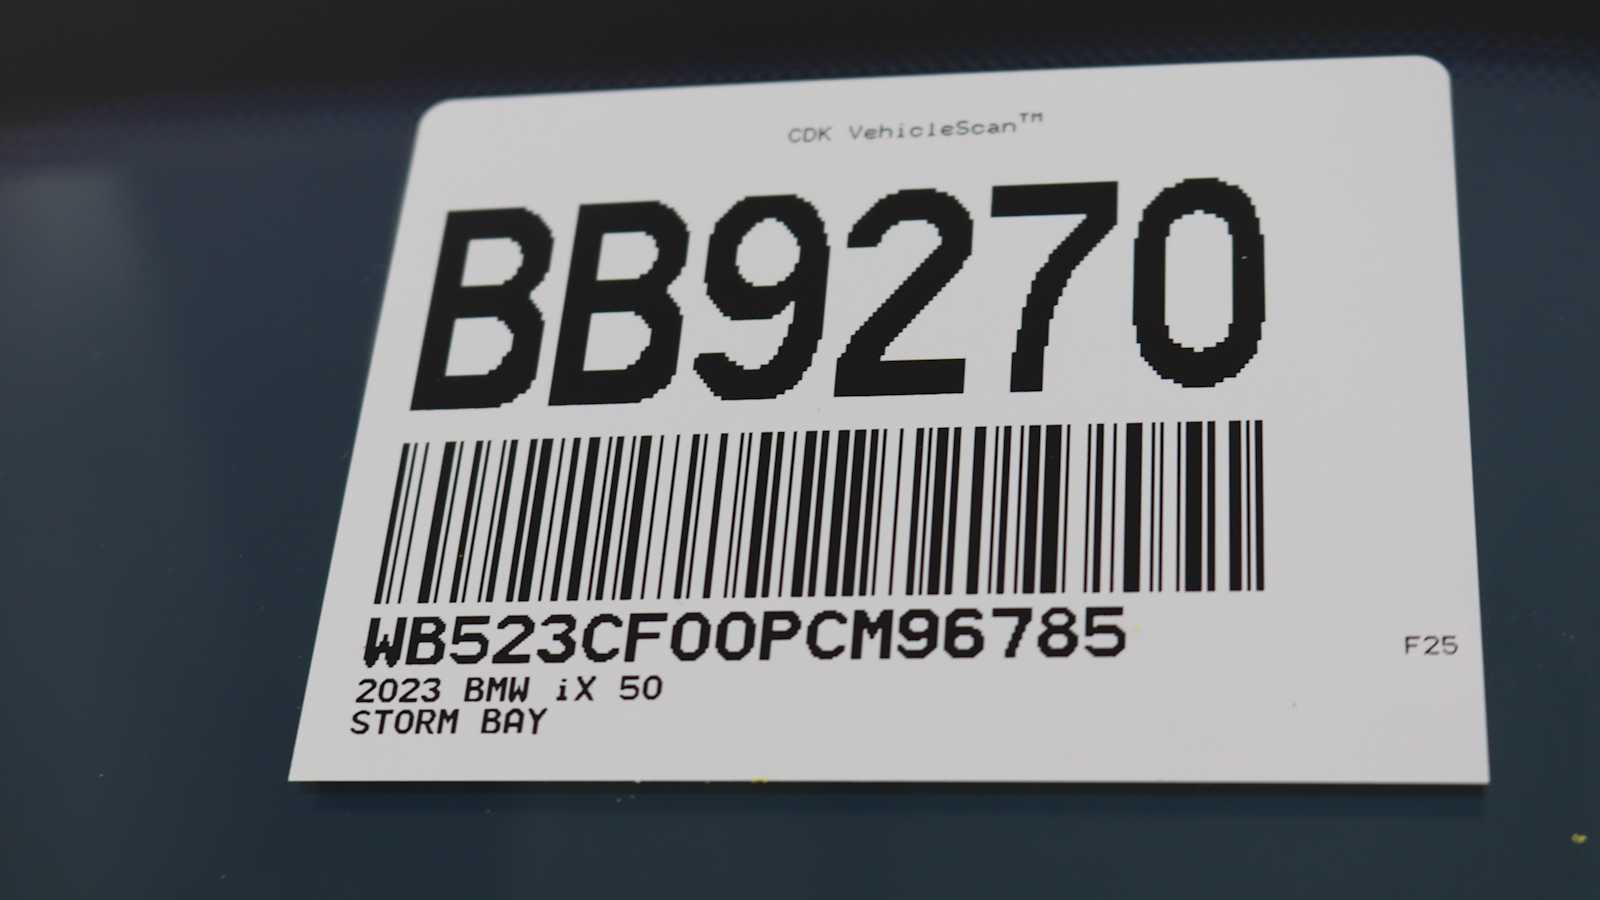 CDK VehicleScan™
BB9270
WB523CF00PCM96785
F25
2023 BMW iX 50
STORM BAY